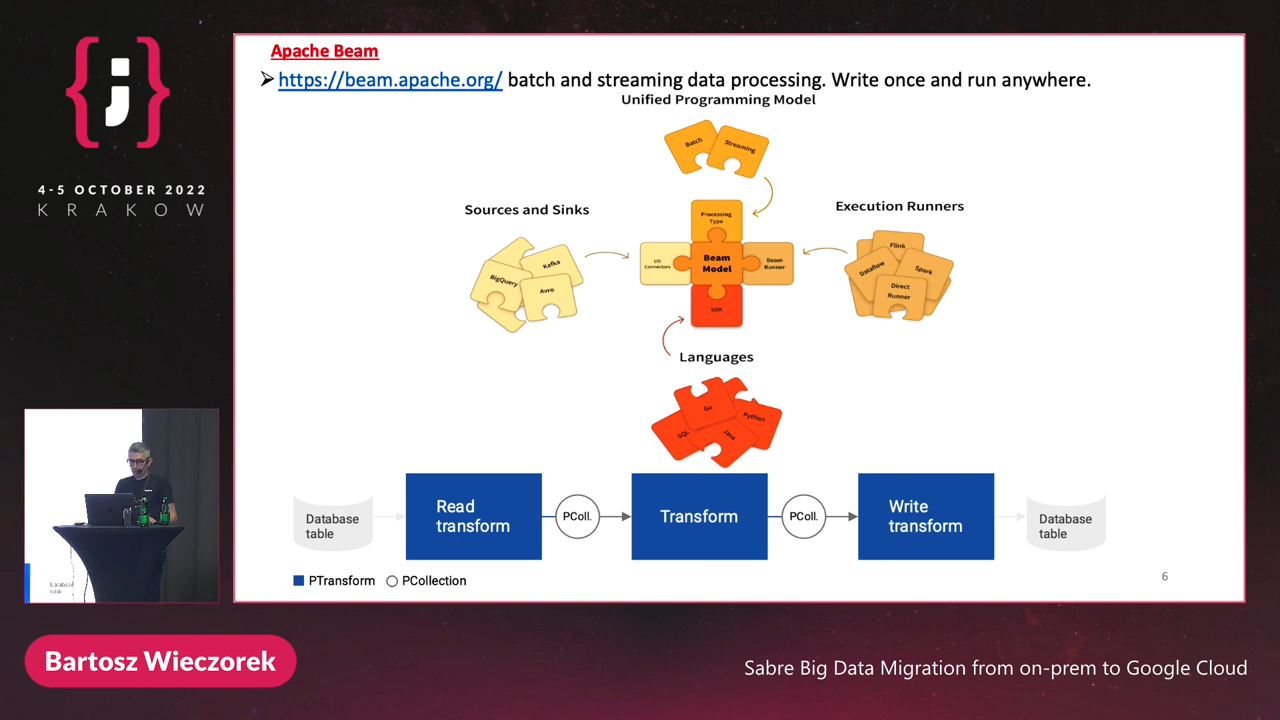 {;}
4-5 OCTOBER 2022
KRAKOW
Apache Beam
➢ https://beam.apache.org/ batch and streaming data processing. Write once and run anywhere.
Unified Programming Model
Batch
Streaming
Sources and Sinks
Execution Runners
Processing
Type
Kafka
BigQuery
Avro
I/O
Connectors
Beam
Model
Beam
Runner
Flink
Dataflow
Spark
Direct
Runner
SDK
Languages
Go
Python
SQL
Java
Database
table
Read
transform
PColl.
Transform
PColl.
Write
transform
Database
table
PTransform
PCollection
6
Bartosz Wieczorek
Sabre Big Data Migration from on-prem to Google Cloud